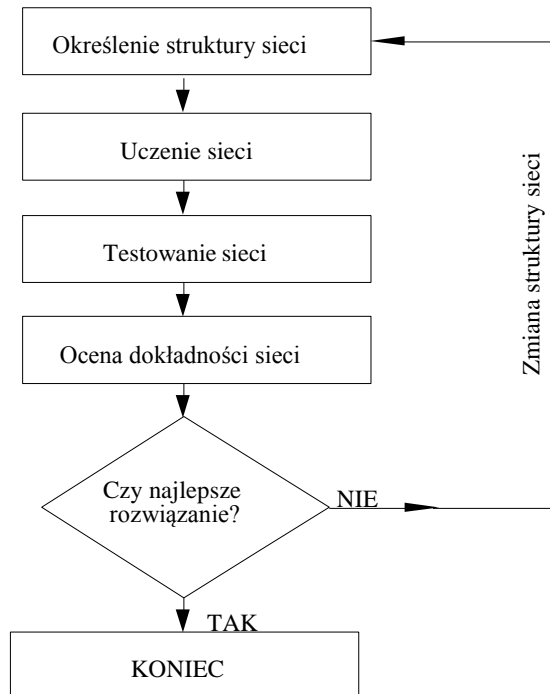 Określenie struktury sieci
Uczenie sieci
Testowanie sieci
Ocena dokładności sieci
Czy najlepsze
rozwiązanie?
NIE
Zmiana struktury sieci
TAK
KONIEC